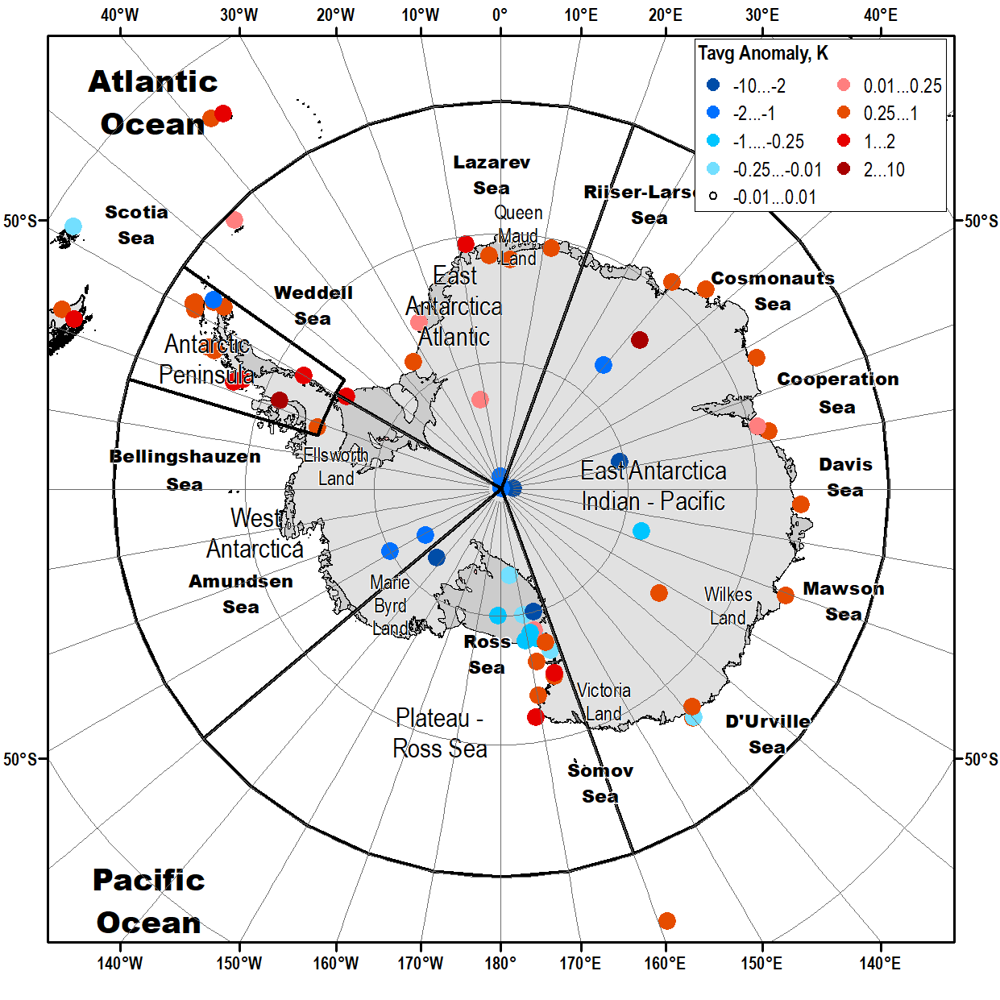 40°W 30°W 20°W 10°W 0° 10°E 20°E 30°E 40°E
Tavg Anomaly, K
-10...-2 0.01...0.25
-2...-1 0.25...1
-1....-0.25 1...2
-0.25...-0.01 2...10
-0.01...0.01
Atlantic
Ocean
Lazarev
Sea
Riiser-Larse
Sea
Queen
Maud
Land
50°S
50°S
Scotia
Sea
Weddell
Sea
East
Antarctica
Atlantic
Cosmonauts
Sea
Antarctic
Peninsula
Cooperation
Sea
Bellingshauzen
Sea
Ellsworth
Land
East Antarctica
Indian - Pacific
Davis
Sea
West
Antarctica
Amundsen
Sea
Marie
Byrd
Land
Wilkes
Land
Mawson
Sea
Ross
Sea
Victoria
Land
Plateau -
Ross Sea
D'Urville
Sea
50°S
50°S
Somov
Sea
Pacific
Ocean
140°W 150°W 160°W 170°W 180° 170°E 160°E 150°E 140°E